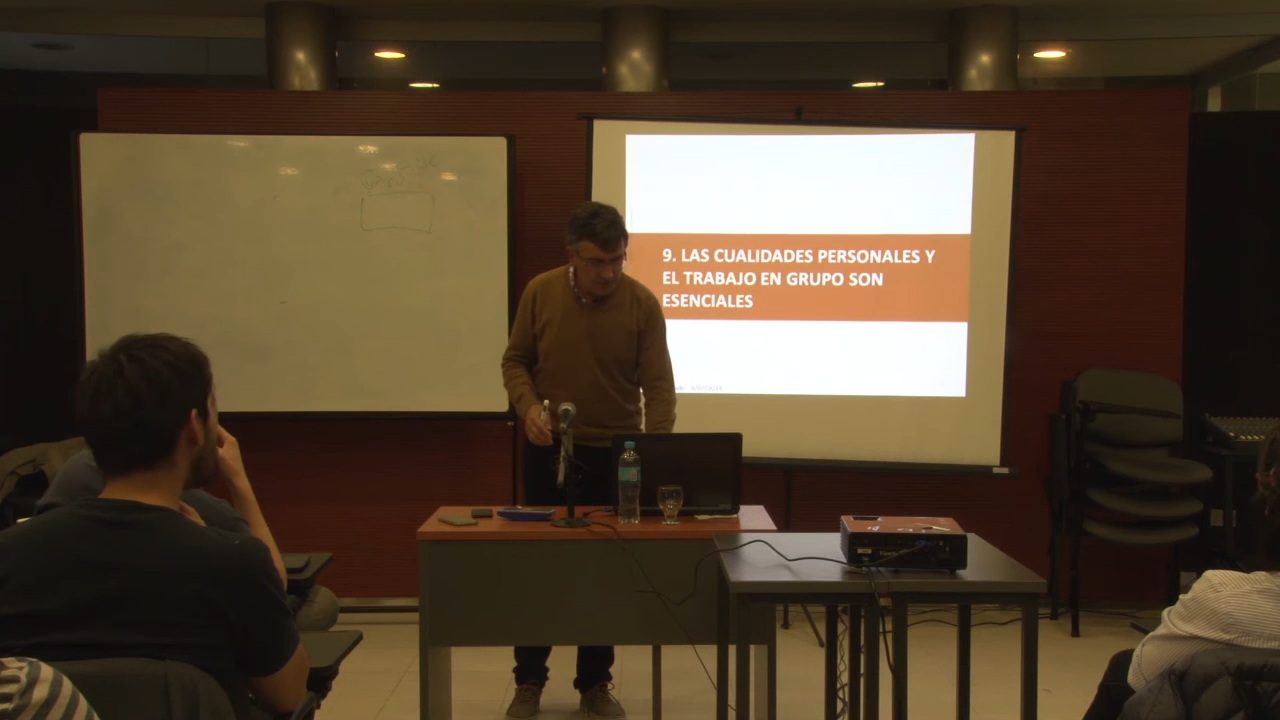 9. LAS CUALIDADES PERSONALES Y
EL TRABAJO EN GRUPO SON
ESENCIALES